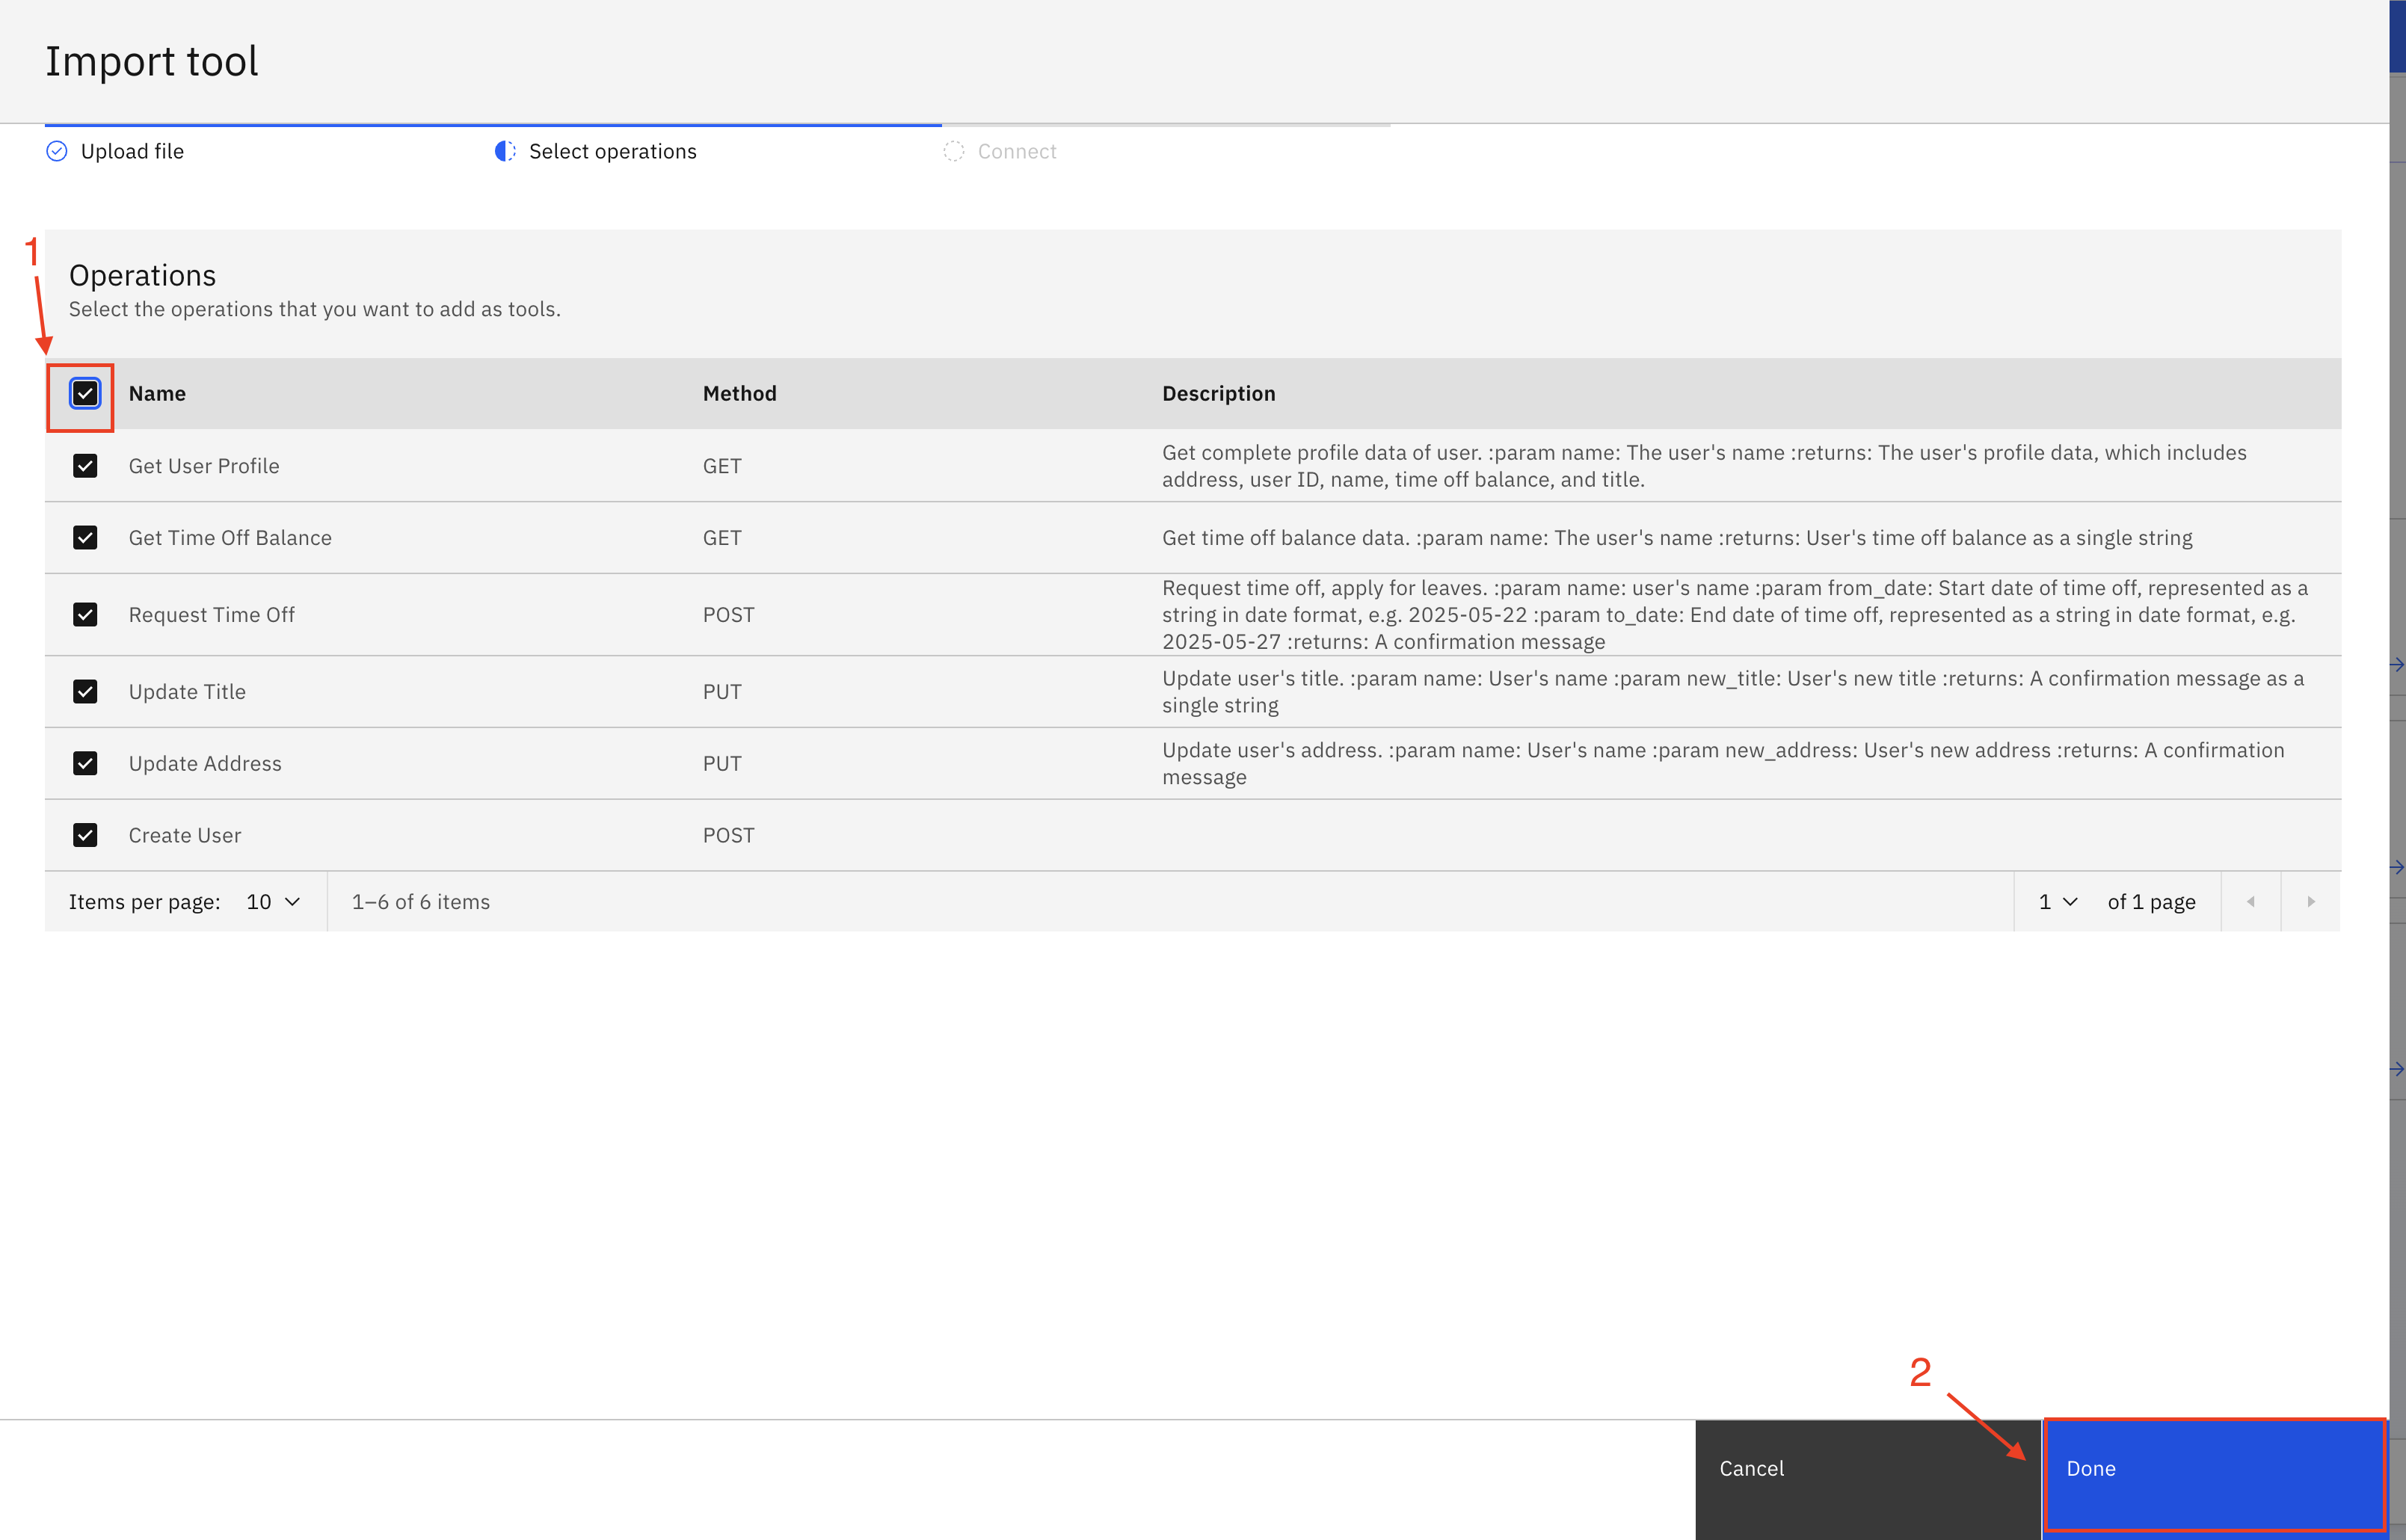 Import tool
Upload file
Select operations
Connect
1
Operations
Select the operations that you want to add as tools.
Name Method Description
Get User Profile GET Get complete profile data of user. :param name: The user's name :returns: The user's profile data, which includes
address, user ID, name, time off balance, and title.
Get Time Off Balance GET Get time off balance data. :param name: The user's name :returns: User's time off balance as a single string
Request Time Off POST Request time off, apply for leaves. :param name: user's name :param from_date: Start date of time off, represented as a
string in date format, e.g. 2025-05-22 :param to_date: End date of time off, represented as a string in date format, e.g.
2025-05-27 :returns: A confirmation message
Update Title PUT Update user's title. :param name: User's name :param new_title: User's new title :returns: A confirmation message as a
single string
Update Address PUT Update user's address. :param name: User's name :param new_address: User's new address :returns: A confirmation
message
Create User POST
Items per page: 10 1–6 of 6 items 1 of 1 page
2
Cancel Done